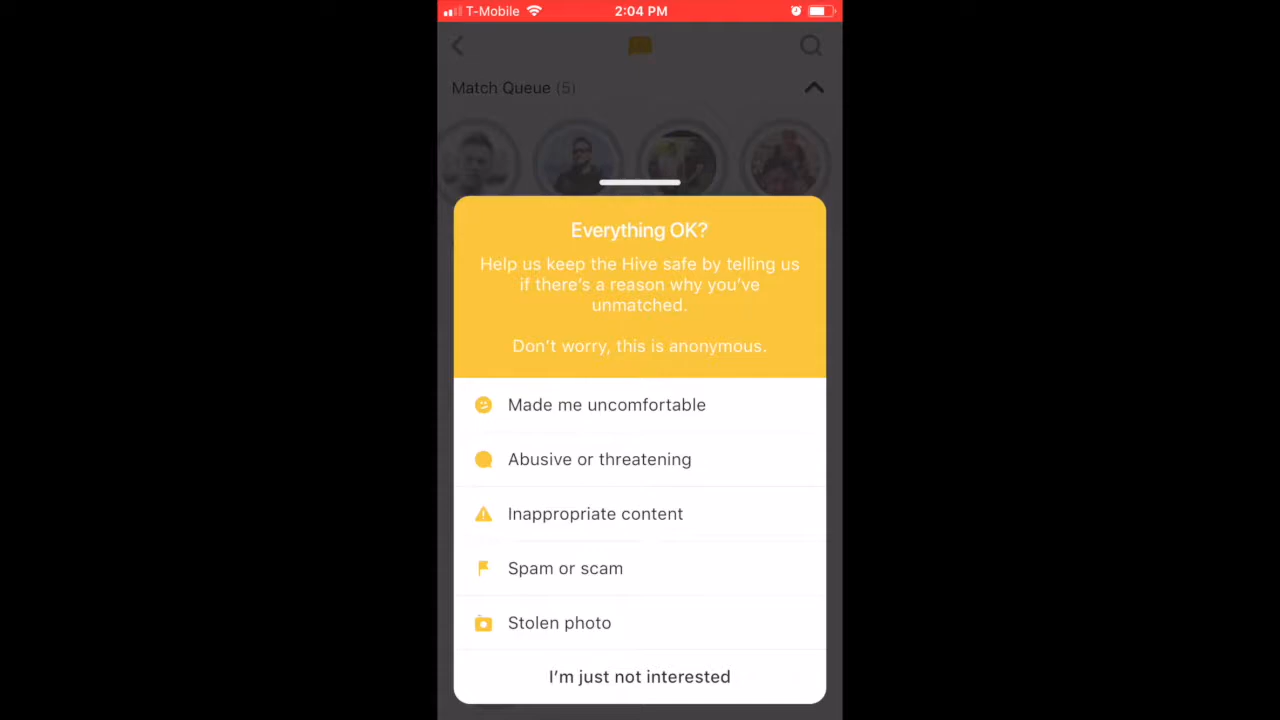 T-Mobile 2:04 PM
Match Queue (5)
Everything OK?
Help us keep the Hive safe by telling us
if there's a reason why you've
unmatched.
Don't worry, this is anonymous.
Made me uncomfortable
Abusive or threatening
Inappropriate content
Spam or scam
Stolen photo
I'm just not interested